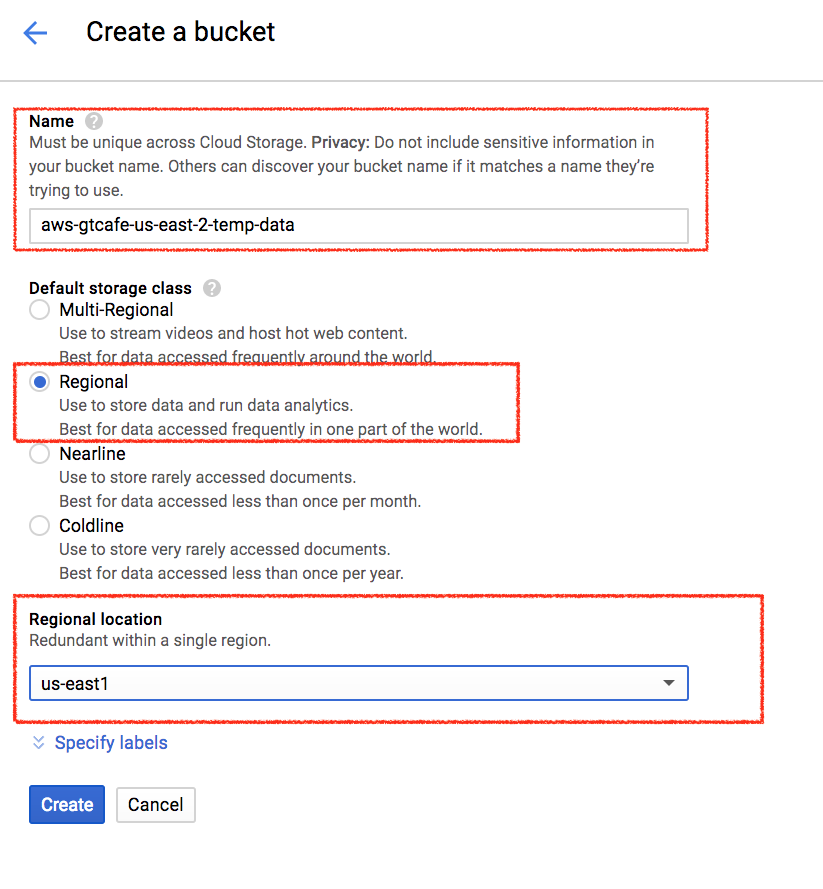 Create a bucket
Name ?
Must be unique across Cloud Storage. Privacy: Do not include sensitive information in
your bucket name. Others can discover your bucket name if it matches a name they're
trying to use.
aws-gtcafe-us-east-2-temp-data
Default storage class ?
Multi-Regional
Use to stream videos and host hot web content.
Best for data accessed frequently around the world.
Regional
Use to store data and run data analytics.
Best for data accessed frequently in one part of the world.
Nearline
Use to store rarely accessed documents.
Best for data accessed less than once per month.
Coldline
Use to store very rarely accessed documents.
Best for data accessed less than once per year.
Regional location
Redundant within a single region.
us-east1
Specify labels
Create Cancel